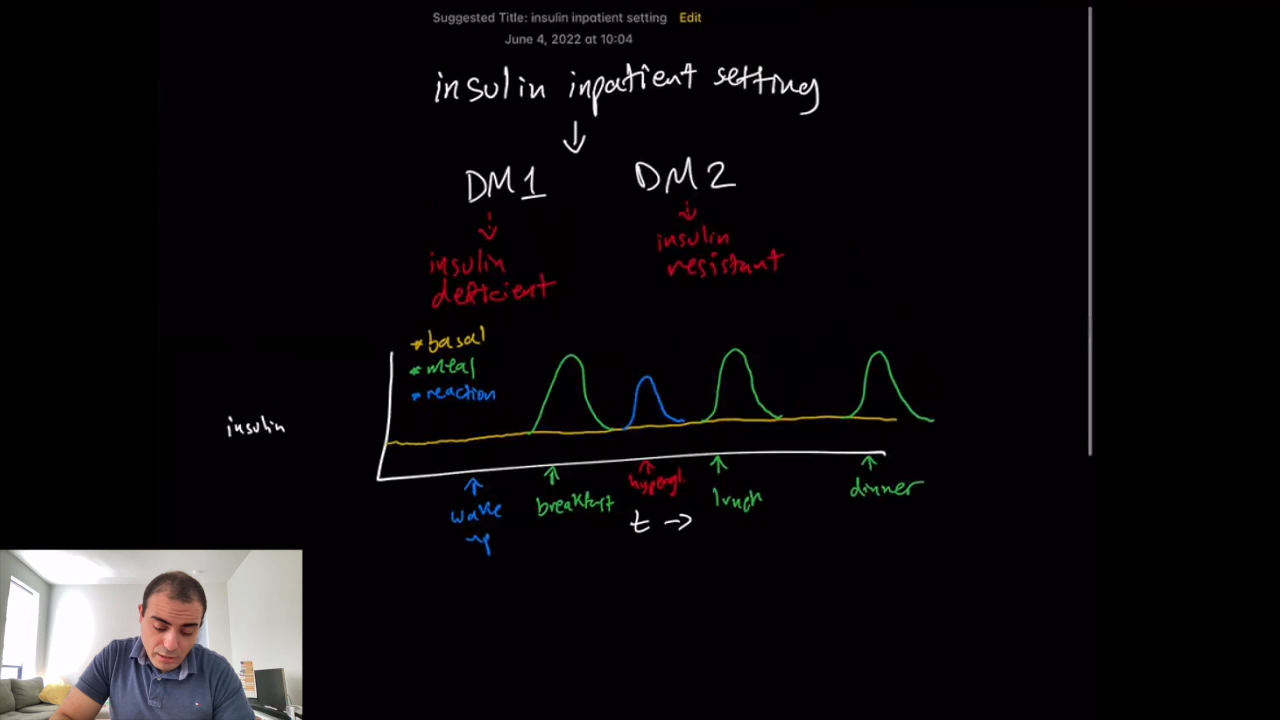 Suggested Title: insulin inpatient setting Edit
June 4, 2022 at 10:04
insulin inpatient setting
DM1 DM2
insulin deficient
insulin resistant
* basal
* meal
* reaction
insulin
wake up
breakfast
hypergl.
lunch
dinner
t →